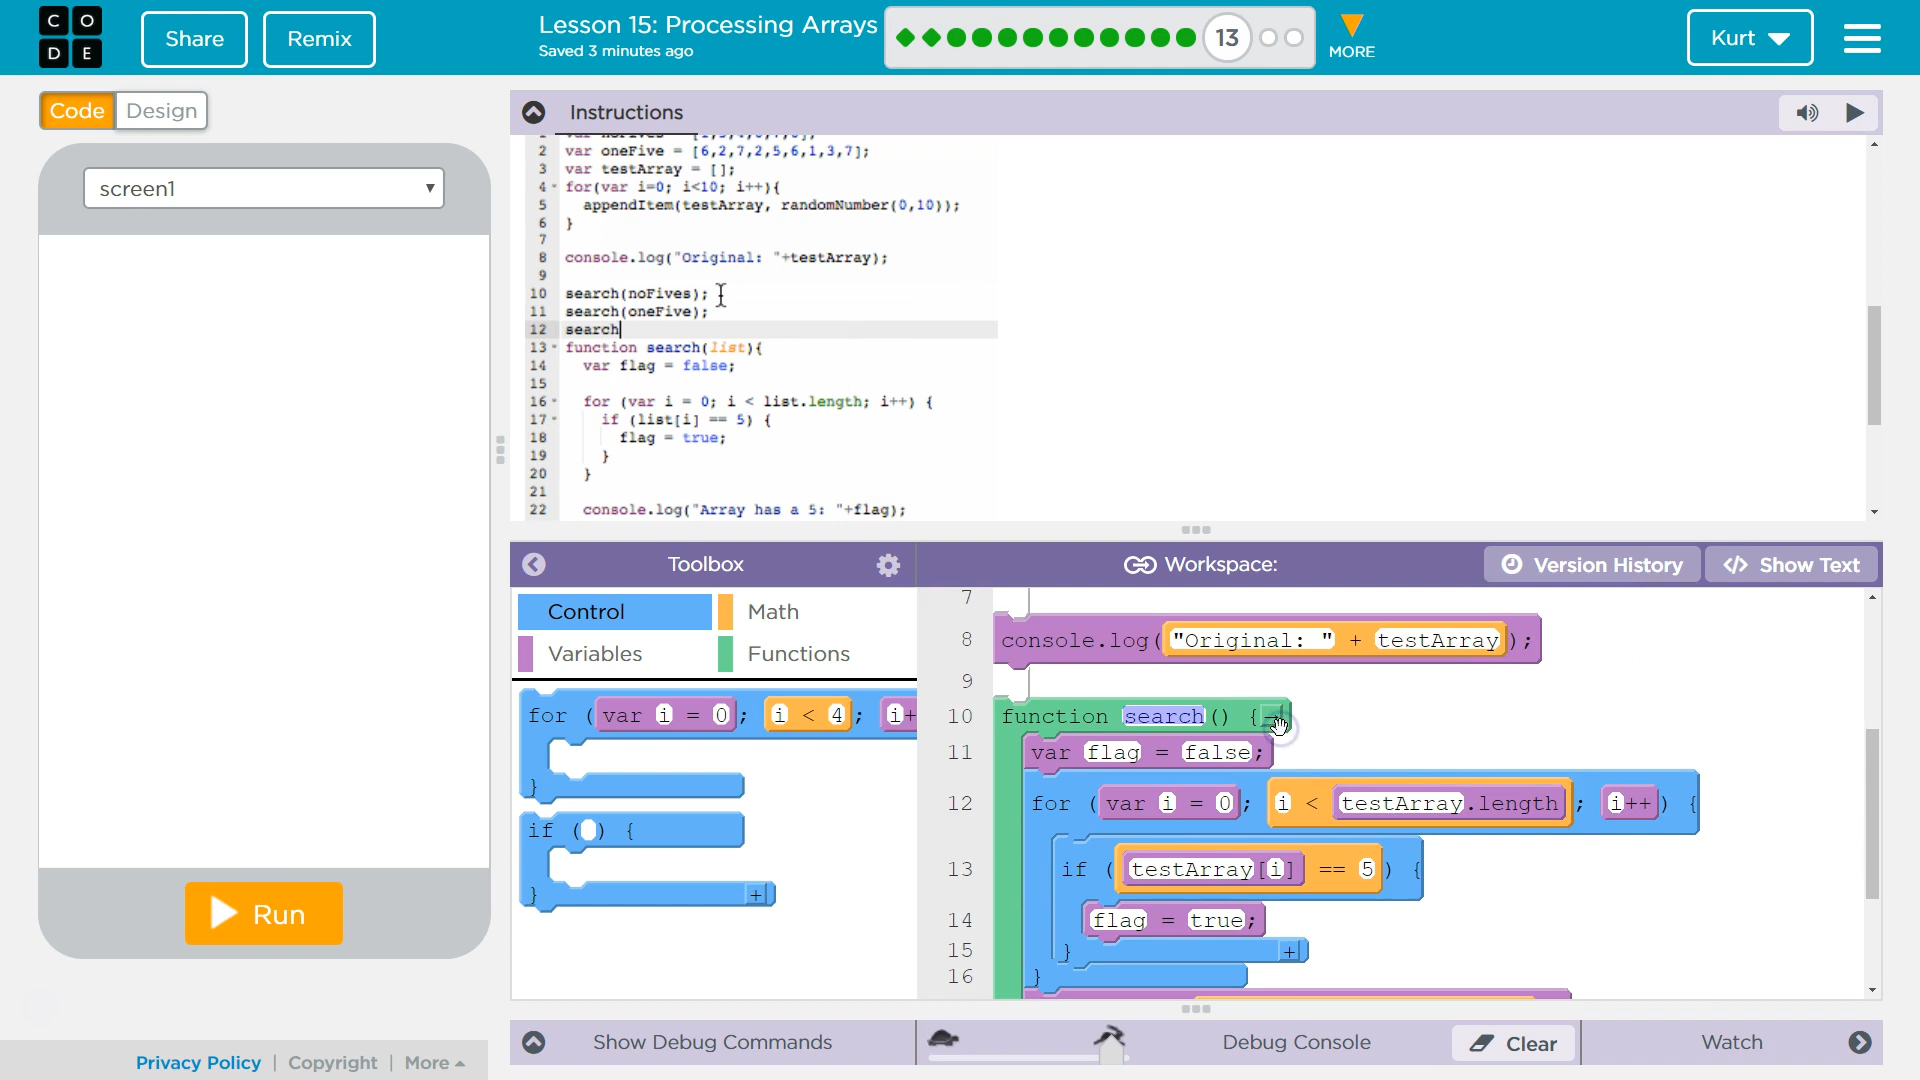 CODE
Share
Remix
Lesson 15: Processing Arrays
Saved 3 minutes ago
13
MORE
Kurt
Code
Design
screen1
Run
Privacy Policy | Copyright | More
Instructions
2 var oneFive = [6,2,7,2,5,6,1,3,7];
3 var testArray = [];
4 for(var i=0; i<10; i++){
5 appendItem(testArray, randomNumber(0,10));
6 }
7
8 console.log("Original: "+testArray);
9
10 search(noFives);
11 search(oneFive);
12 search
13 function search(list){
14 var flag = false;
15
16 for (var i = 0; i < list.length; i++) {
17 if (list[i] == 5) {
18 flag = true;
19 }
20 }
21
22 console.log("Array has a 5: "+flag);
Toolbox
Workspace:
Version History
</> Show Text
Control
Math
Variables
Functions
for (var i = 0; i < 4; i+
}
if () {
} +
7
8 console.log("Original: " + testArray);
9
10 function search() {
11 var flag = false;
12 for (var i = 0; i < testArray.length; i++) {
13 if (testArray[i] == 5) {
14 flag = true;
15 } +
16 }
Show Debug Commands
Debug Console
Clear
Watch